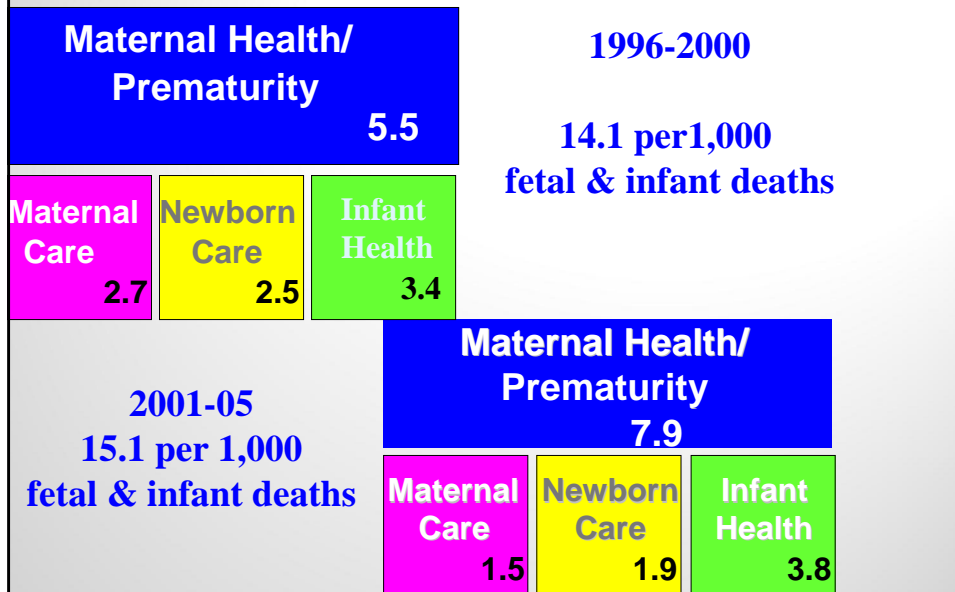 Maternal Health/
Prematurity
5.5
1996-2000
14.1 per1,000
fetal & infant deaths
Maternal
Care
2.7
Newborn
Care
2.5
Infant
Health
3.4
2001-05
15.1 per 1,000
fetal & infant deaths
Maternal Health/
Prematurity
7.9
Maternal
Care
1.5
Newborn
Care
1.9
Infant
Health
3.8